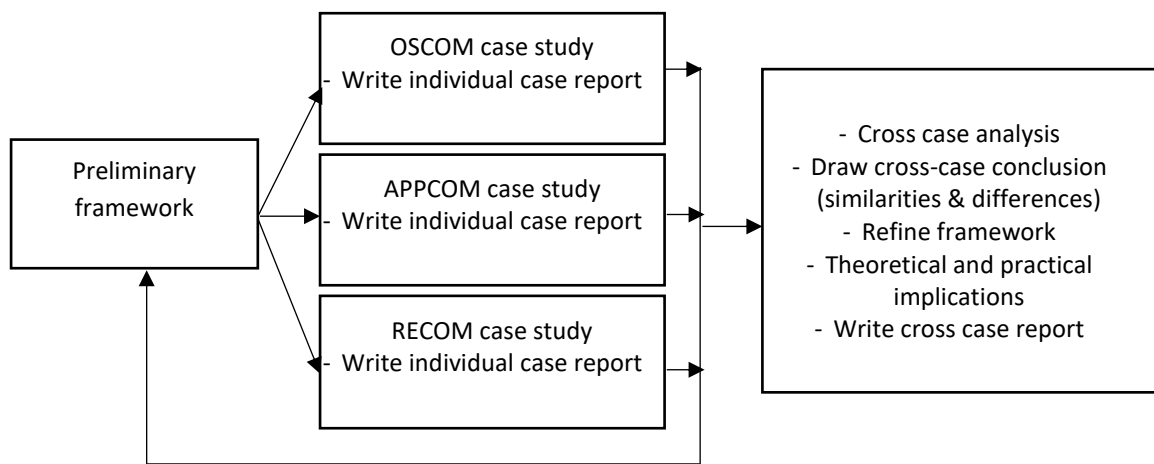 Preliminary
framework
OSCOM case study
- Write individual case report
APPCOM case study
- Write individual case report
RECOM case study
- Write individual case report
- Cross case analysis
- Draw cross-case conclusion
(similarities & differences)
- Refine framework
- Theoretical and practical
implications
- Write cross case report